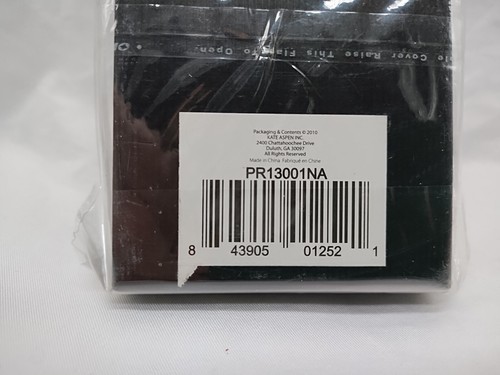 le Cover Raise This Flap To Open.
Packaging & Contents © 2010
KATE ASPEN INC.
2400 Chattahoochee Drive
Duluth, GA 30097
All Rights Reserved
Made in China Fabriqué en Chine
PR13001NA
8 43905 01252 1